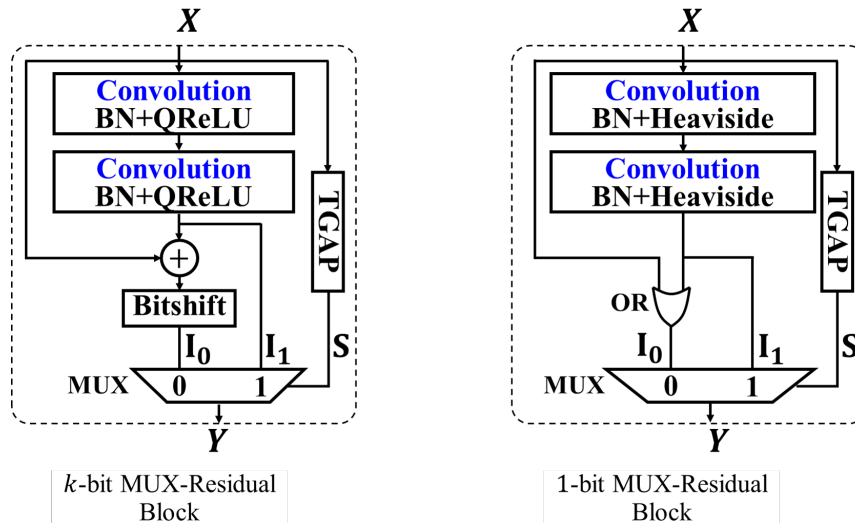 X
Convolution
BN+QReLU
Convolution
BN+QReLU
TGAP
+
Bitshift
I₀
I₁
S
MUX
0
1
Y
k-bit MUX-Residual
Block
X
Convolution
BN+Heaviside
Convolution
BN+Heaviside
TGAP
OR
I₀
I₁
S
MUX
0
1
Y
1-bit MUX-Residual
Block